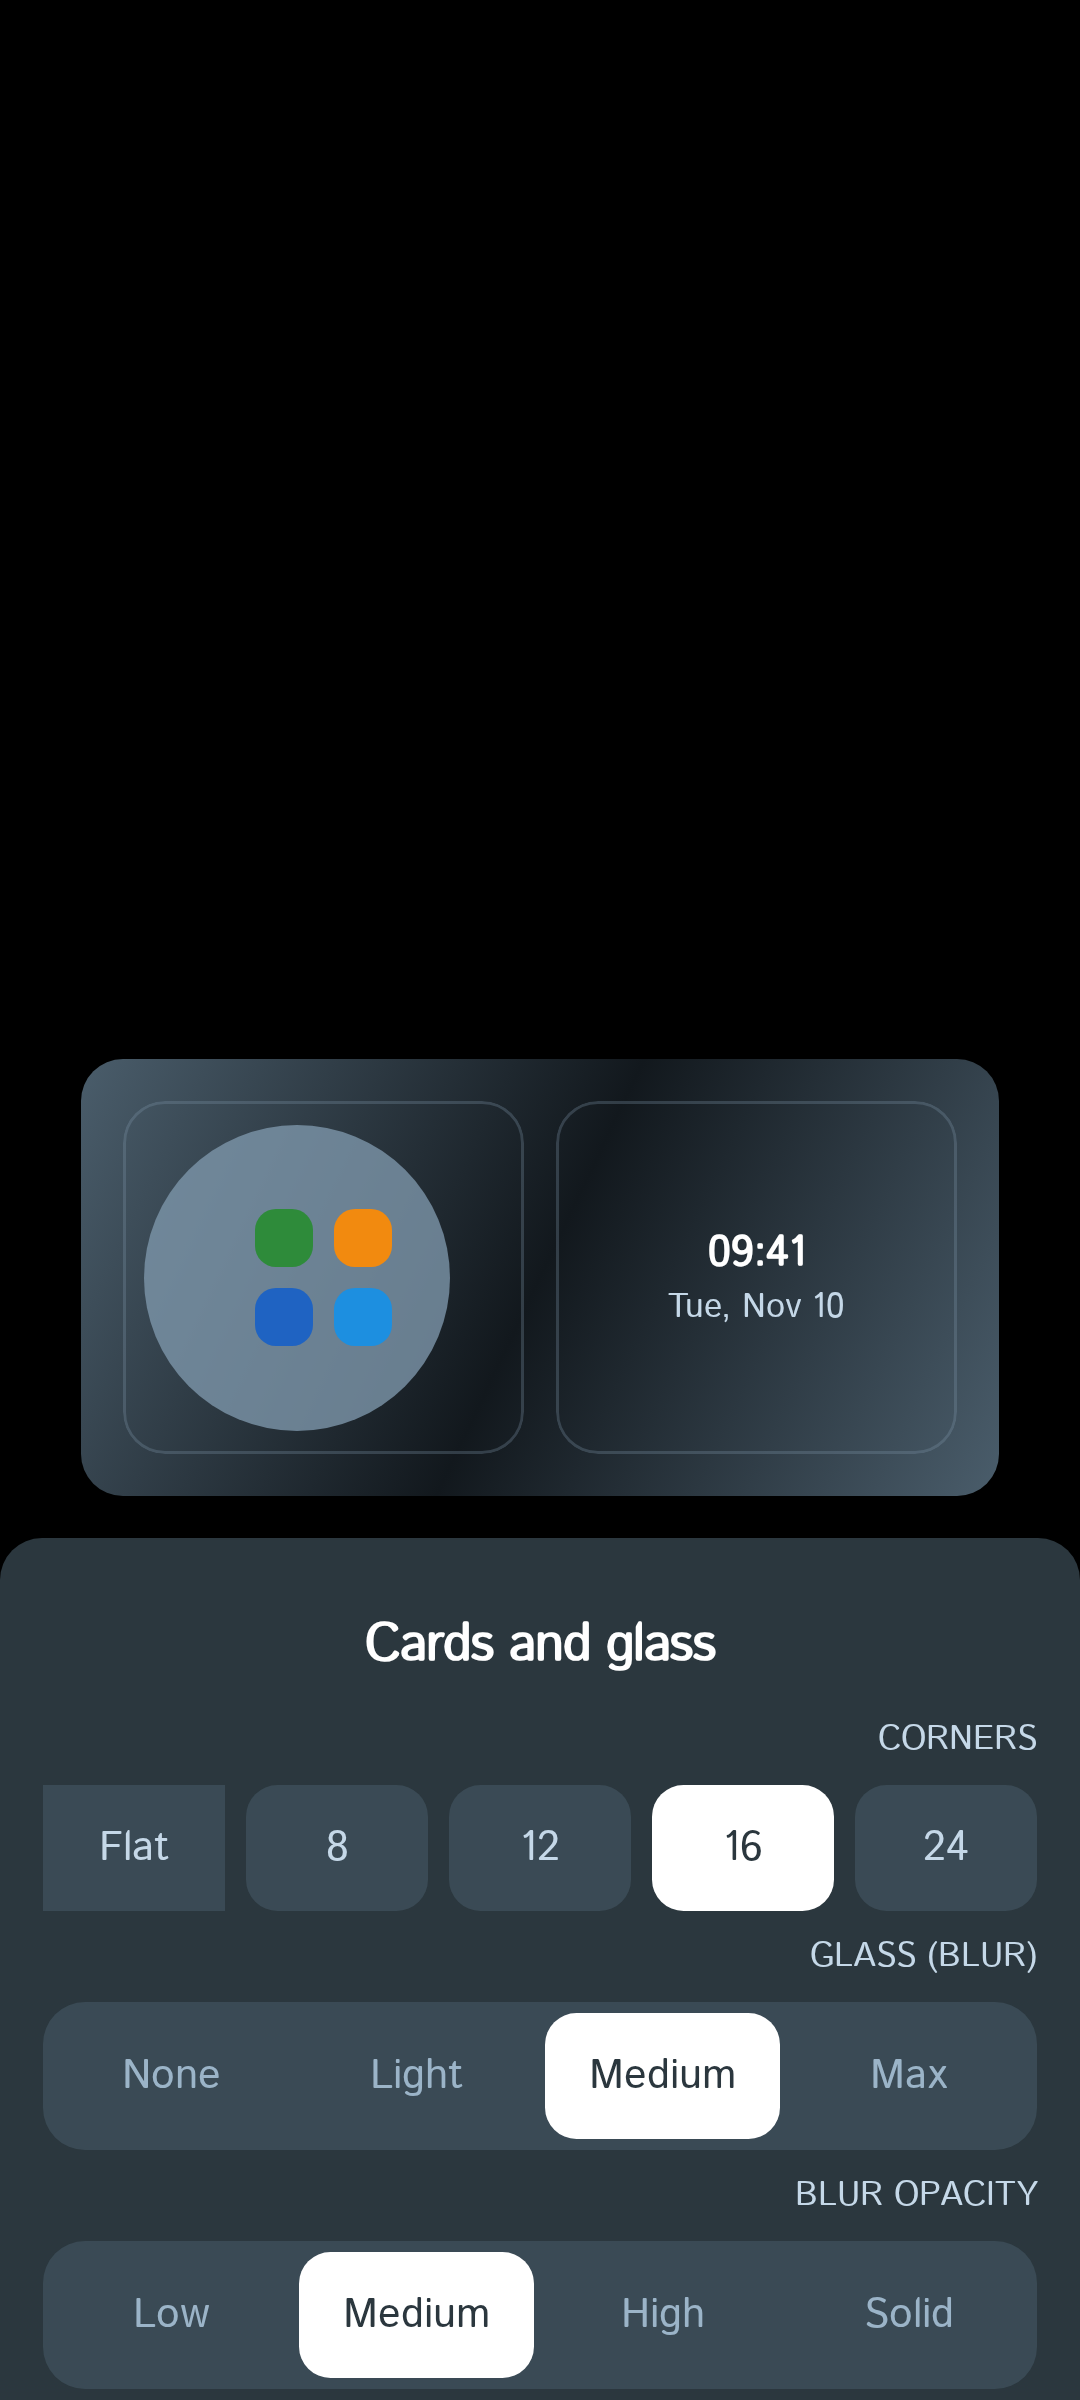 09:41
Tue, Nov 10
Cards and glass
CORNERS
Flat 8 12 16 24
GLASS (BLUR)
None Light Medium Max
BLUR OPACITY
Low Medium High Solid